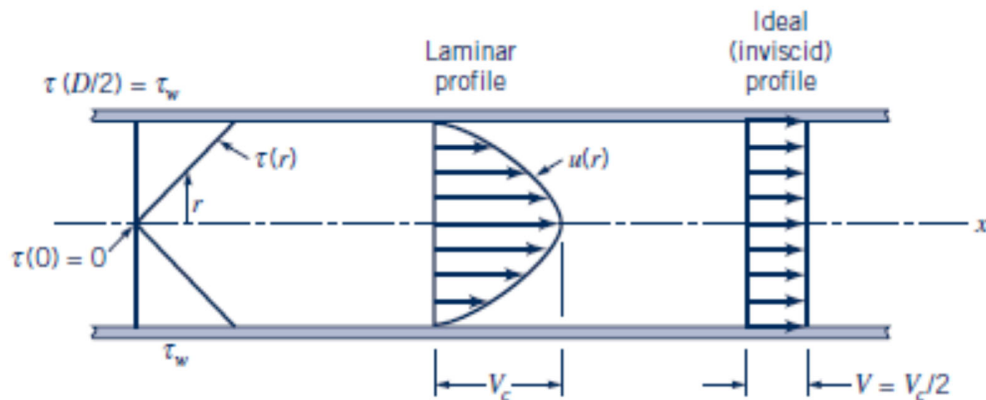 Ideal
Laminar (inviscid)
profile profile
τ (D/2) = τw
τ(r)
u(r)
r
x
τ(0) = 0
τw
Vc
V = Vc/2